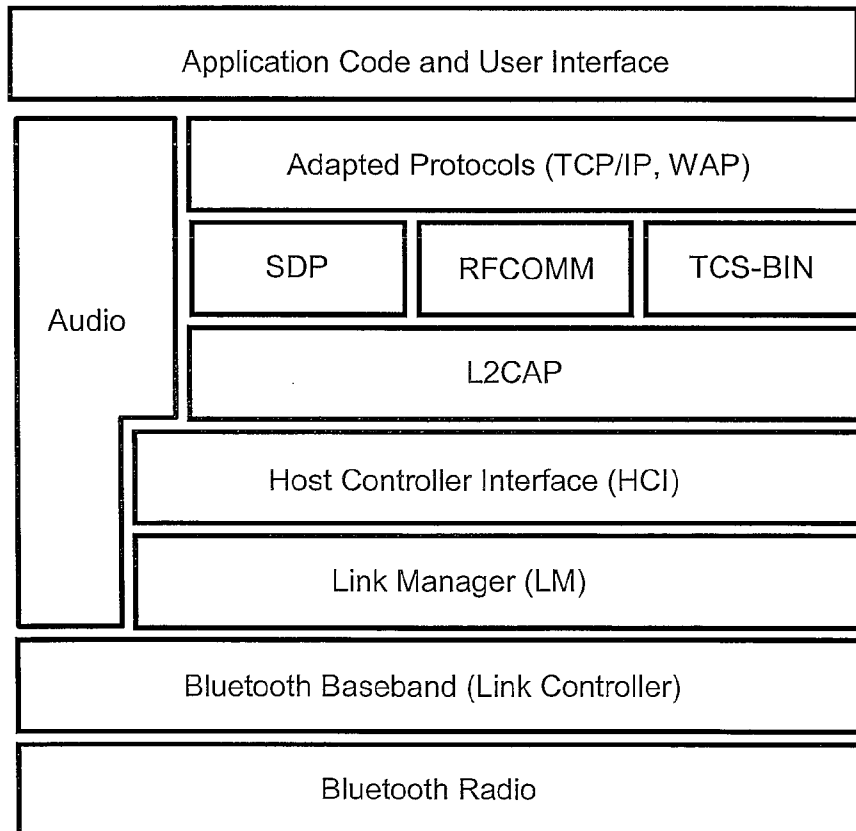 Application Code and User Interface
Adapted Protocols (TCP/IP, WAP)
SDP
RFCOMM
TCS-BIN
Audio
L2CAP
Host Controller Interface (HCI)
Link Manager (LM)
Bluetooth Baseband (Link Controller)
Bluetooth Radio